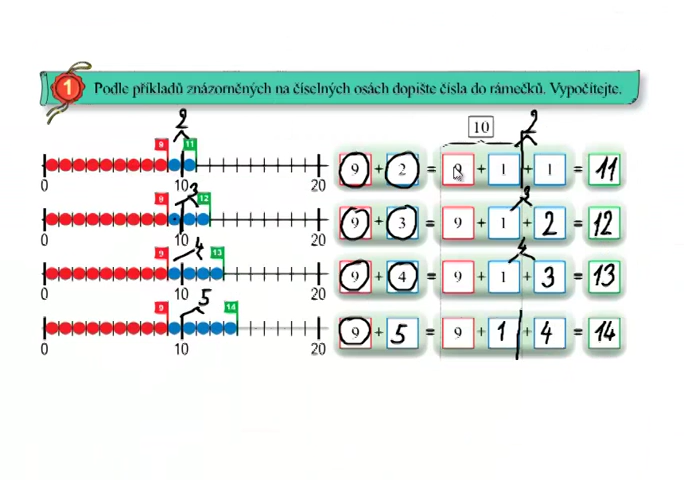 1 Podle příkladů znázorněných na číselných osách dopište čísla do rámečků. Vypočítejte.
2
10 2
9 11
0 10 20
9 + 2 = 9 + 1 + 1 = 11
3
9 12
0 10 20
3
9 + 3 = 9 + 1 + 2 = 12
4
9 13
0 10 20
4
9 + 4 = 9 + 1 + 3 = 13
5
9 14
0 10 20
9 + 5 = 9 + 1 + 4 = 14